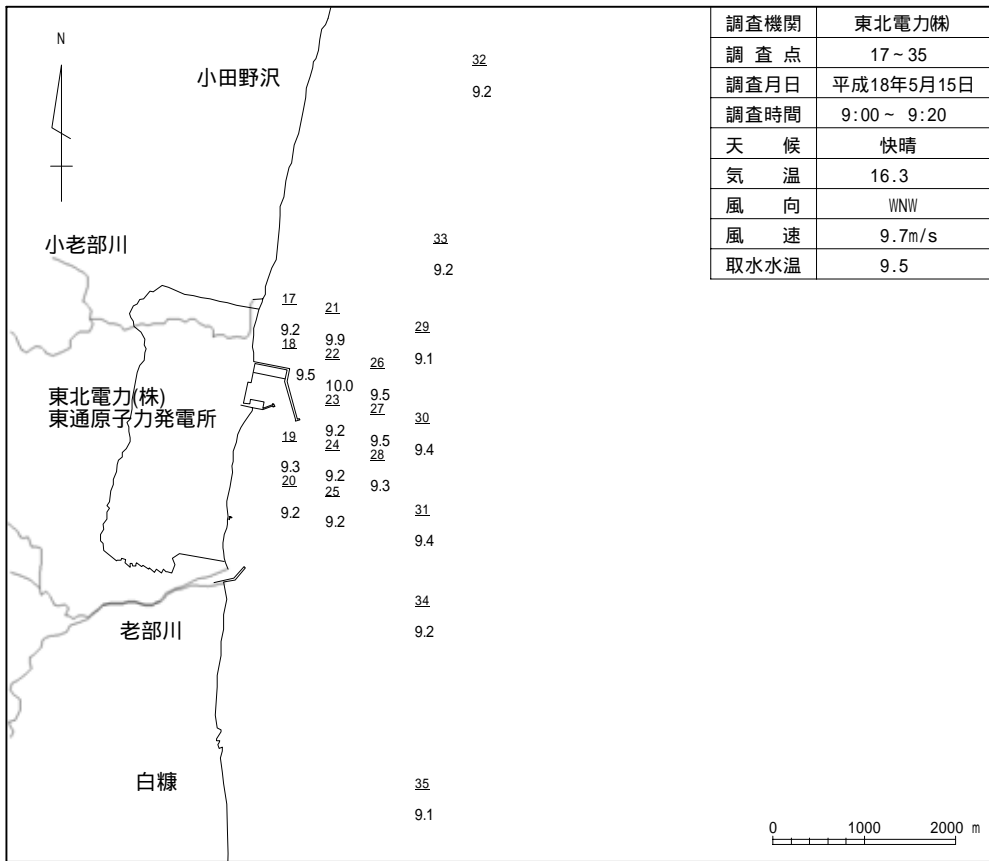 調査機関 東北電力㈱
調査点 17～35
調査月日 平成18年5月15日
調査時間 9:00～ 9:20
天候 快晴
気温 16.3
風向 WNW
風速 9.7m/s
取水水温 9.5
N
小田野沢
32
9.2
小老部川
33
9.2
17
21
29
9.2
9.9
18
22
26
9.1
9.5
10.0
9.5
東北電力(株)
東通原子力発電所
23
27
30
19
9.2
9.5
9.4
24
28
9.3
9.2
9.3
20
25
31
9.2
9.2
9.4
34
老部川
9.2
白糠
35
9.1
0 1000 2000 m